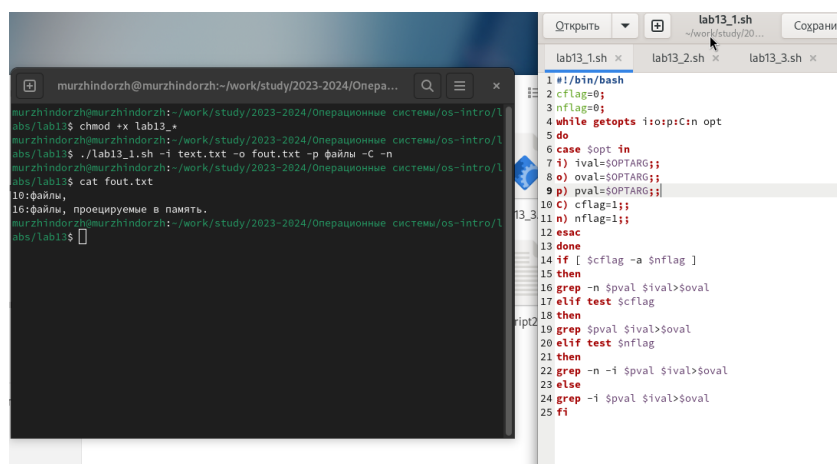 murzhindorzh@murzhindorzh:~/work/study/2023-2024/Опера...
murzhindorzh@murzhindorzh:~/work/study/2023-2024/Операционные системы/os-intro/l
abs/lab13$ chmod +x lab13_*
murzhindorzh@murzhindorzh:~/work/study/2023-2024/Операционные системы/os-intro/l
abs/lab13$ ./lab13_1.sh -i text.txt -o fout.txt -p файлы -C -n
murzhindorzh@murzhindorzh:~/work/study/2023-2024/Операционные системы/os-intro/l
abs/lab13$ cat fout.txt
10:файлы,
16:файлы, проецируемые в память.
murzhindorzh@murzhindorzh:~/work/study/2023-2024/Операционные системы/os-intro/l
abs/lab13$
13_3
ript2
Открыть
lab13_1.sh
~/work/study/20...
Сохрани
lab13_1.sh ×
lab13_2.sh ×
lab13_3.sh ×
1 #!/bin/bash
2 cflag=0;
3 nflag=0;
4 while getopts i:o:p:C:n opt
5 do
6 case $opt in
7 i) ival=$OPTARG;;
8 o) oval=$OPTARG;;
9 p) pval=$OPTARG;;
10 C) cflag=1;;
11 n) nflag=1;;
12 esac
13 done
14 if [ $cflag -a $nflag ]
15 then
16 grep -n $pval $ival>$oval
17 elif test $cflag
18 then
19 grep $pval $ival>$oval
20 elif test $nflag
21 then
22 grep -n -i $pval $ival>$oval
23 else
24 grep -i $pval $ival>$oval
25 fi